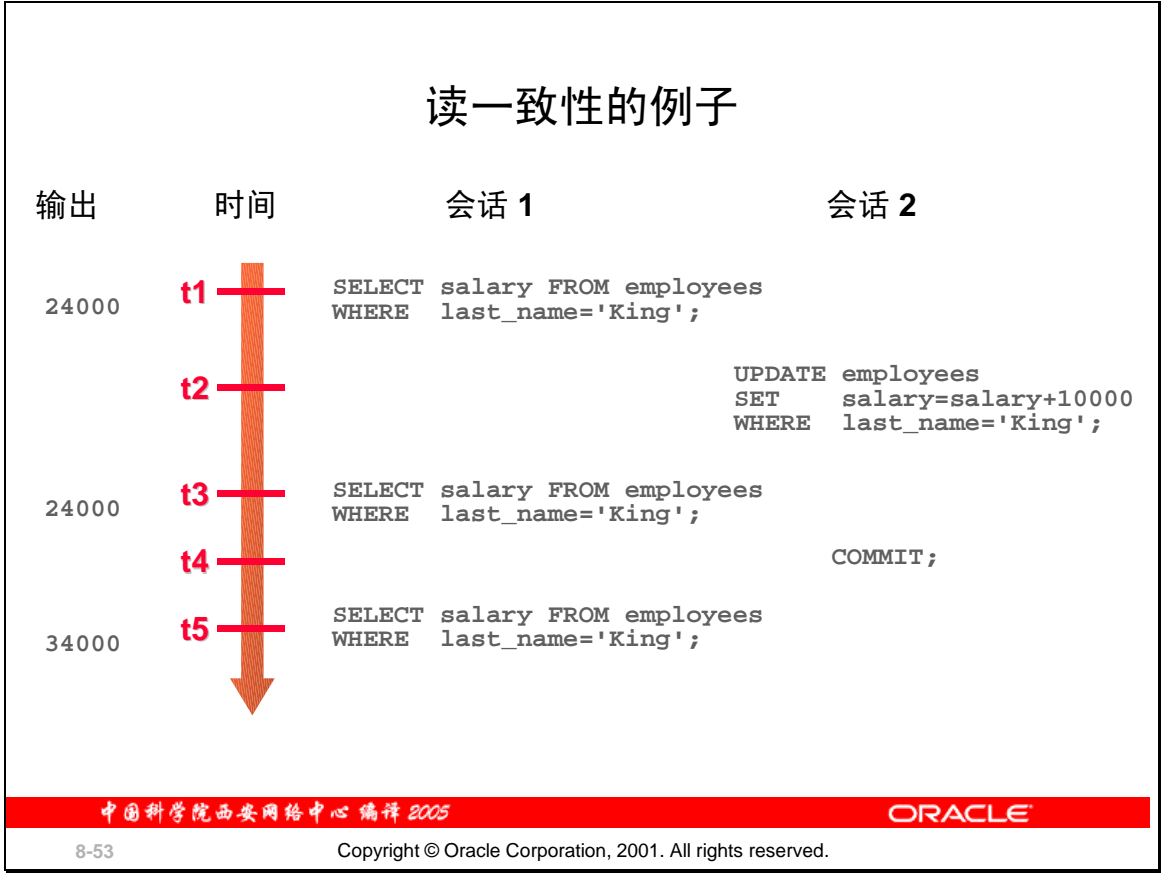 读一致性的例子
输出 时间 会话 1 会话 2
t1
24000
SELECT salary FROM employees
WHERE last_name='King';
t2
UPDATE employees
SET salary=salary+10000
WHERE last_name='King';
t3
24000
SELECT salary FROM employees
WHERE last_name='King';
t4
COMMIT;
t5
34000
SELECT salary FROM employees
WHERE last_name='King';
中国科学院西安网络中心 编译 2005
ORACLE
8-53
Copyright © Oracle Corporation, 2001. All rights reserved.